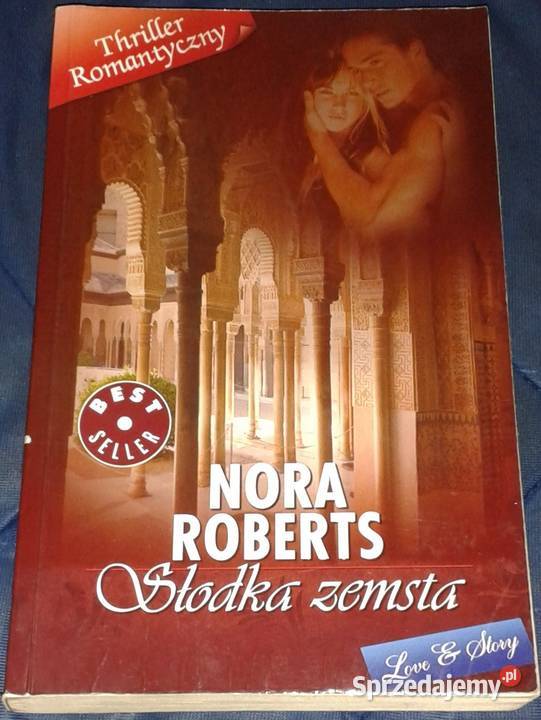 Thriller
Romantyczny
BEST
SELLER
NORA
ROBERTS
Słodka zemsta
Love & Story
Sprzedajemy.pl